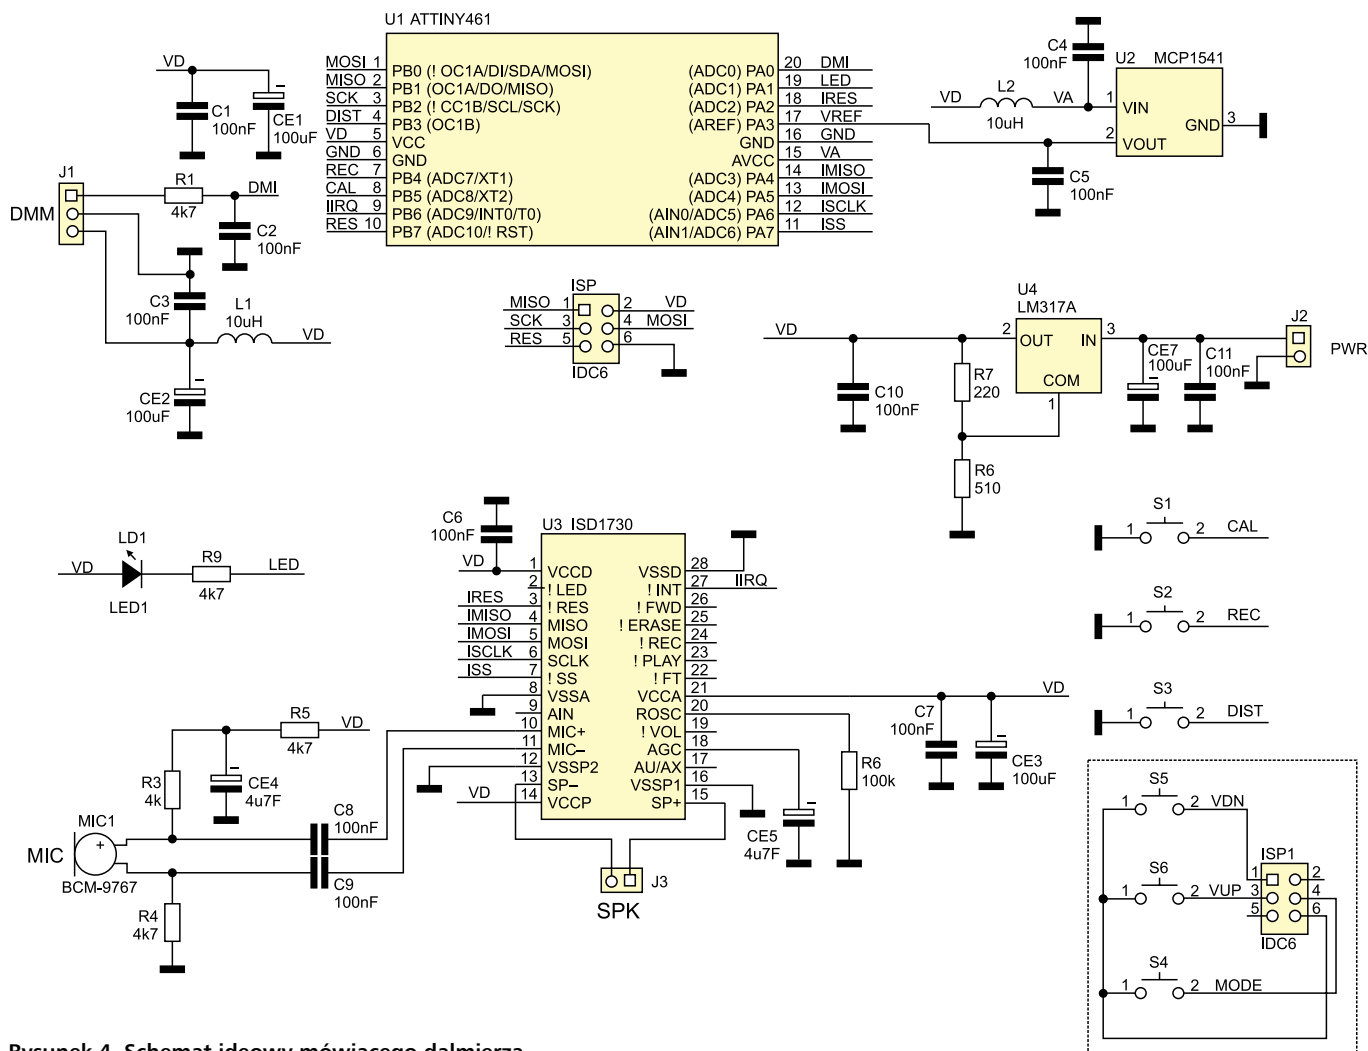 U1 ATTINY461
MOSI 1 PB0 (! OC1A/DI/SDA/MOSI) (ADC0) PA0 20 DMI
MISO 2 PB1 (OC1A/DO/MISO) (ADC1) PA1 19 LED
SCK 3 PB2 (! CC1B/SCL/SCK) (ADC2) PA2 18 IRES
DIST 4 PB3 (OC1B) (AREF) PA3 17 VREF
VD 5 VCC GND 16 GND
GND 6 GND AVCC 15 VA
REC 7 PB4 (ADC7/XT1) (ADC3) PA4 14 IMISO
CAL 8 PB5 (ADC8/XT2) (ADC4) PA5 13 IMOSI
IIRQ 9 PB6 (ADC9/INT0/T0) (AIN0/ADC5) PA6 12 ISCLK
RES 10 PB7 (ADC10/! RST) (AIN1/ADC6) PA7 11 ISS
VD
C1
100nF
CE1
100uF
J1
DMM
R1
4k7
DMI
C2
100nF
C3
100nF
L1
10uH
VD
CE2
100uF
C4
100nF
U2 MCP1541
VD
L2
10uH
VA
1 VIN
GND 3
2 VOUT
C5
100nF
ISP
MISO 1 2 VD
SCK 3 4 MOSI
RES 5 6
IDC6
U4
LM317A
VD
2 OUT IN 3
COM
1
C10
100nF
R7
220
R6
510
CE7
100uF
C11
100nF
J2
PWR
LD1
VD
R9
4k7
LED
LED1
C6
100nF
U3 ISD1730
VD 1 VCCD VSSD 28
2 ! LED ! INT 27 IIRQ
IRES 3 ! RES ! FWD 26
IMISO 4 MISO ! ERASE 25
IMOSI 5 MOSI ! REC 24
ISCLK 6 SCLK ! PLAY 23
ISS 7 ! SS ! FT 22
8 VSSA VCCA 21 VD
9 AIN ROSC 20
10 MIC+ ! VOL 19
11 MIC– AGC 18
12 VSSP2 AU/AX 17
13 SP– VSSP1 16
VD 14 VCCP SP+ 15
C7
100nF
CE3
100uF
R6
100k
CE5
4u7F
J3
SPK
R5
4k7
VD
R3
4k
CE4
4u7F
MIC1
MIC
+
BCM-9767
C8
100nF
C9
100nF
R4
4k7
S1
1 2 CAL
S2
1 2 REC
S3
1 2 DIST
S5
1 2 VDN
S6
1 2 VUP
S4
1 2 MODE
ISP1
1 2
3 4
5 6
IDC6
Rysunek 4. Schemat ideowy mówiącego dalmierza